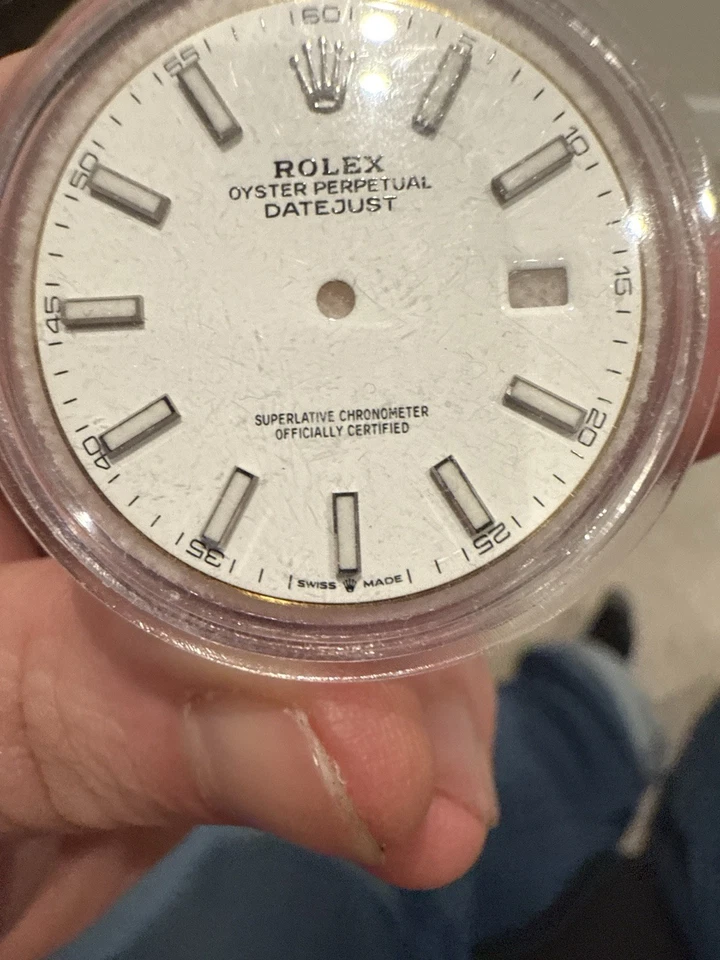 60
55
5
50
10
ROLEX
OYSTER PERPETUAL
DATEJUST
45
15
SUPERLATIVE CHRONOMETER
OFFICIALLY CERTIFIED
40
20
35
25
SWISS MADE